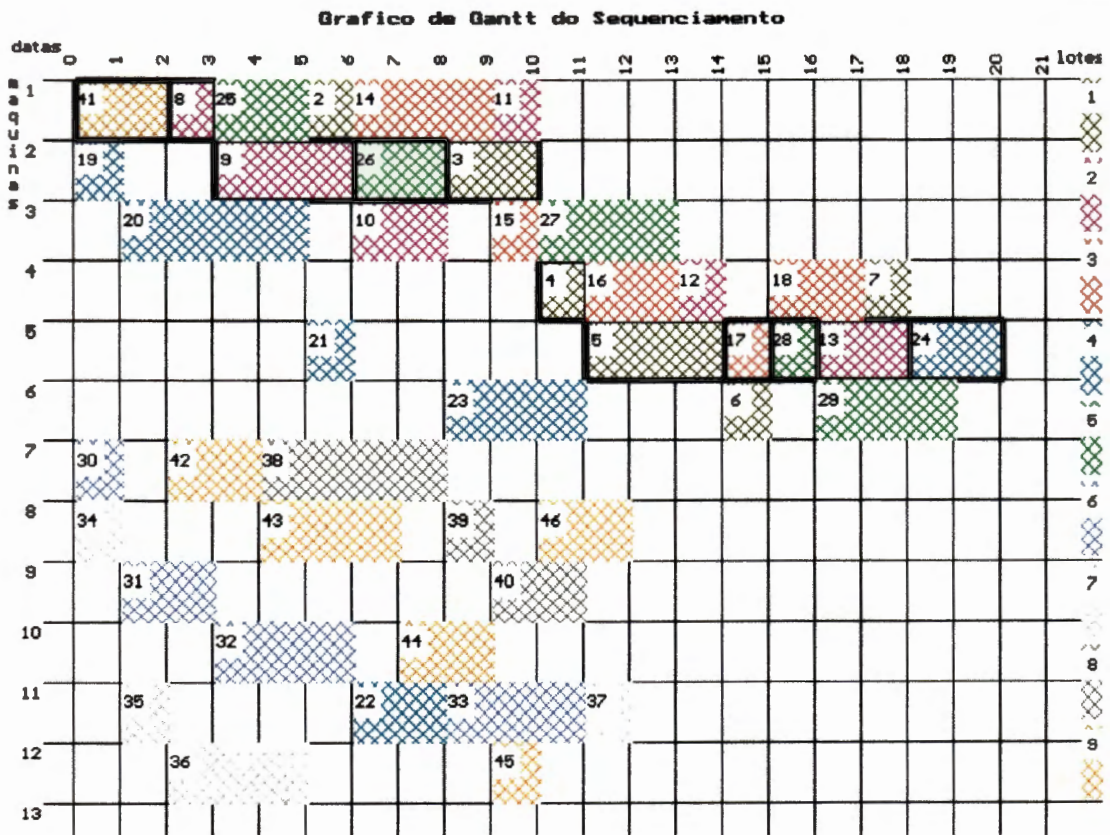 Grafico de Gantt do Sequenciamento
datas
0 1 2 3 4 5 6 7 8 9 10 11 12 13 14 15 16 17 18 19 20 21 lotes
maquinas
1 41 8 25 2 14 11 1
2 19 9 26 3 2
3 20 10 15 27 3
4 4 16 12 18 7
5 21 5 17 28 13 24 4
6 23 6 29 5
7 30 42 38 6
8 34 43 39 46
9 31 40 7
10 32 44 8
11 35 22 33 37
12 36 45 9
13